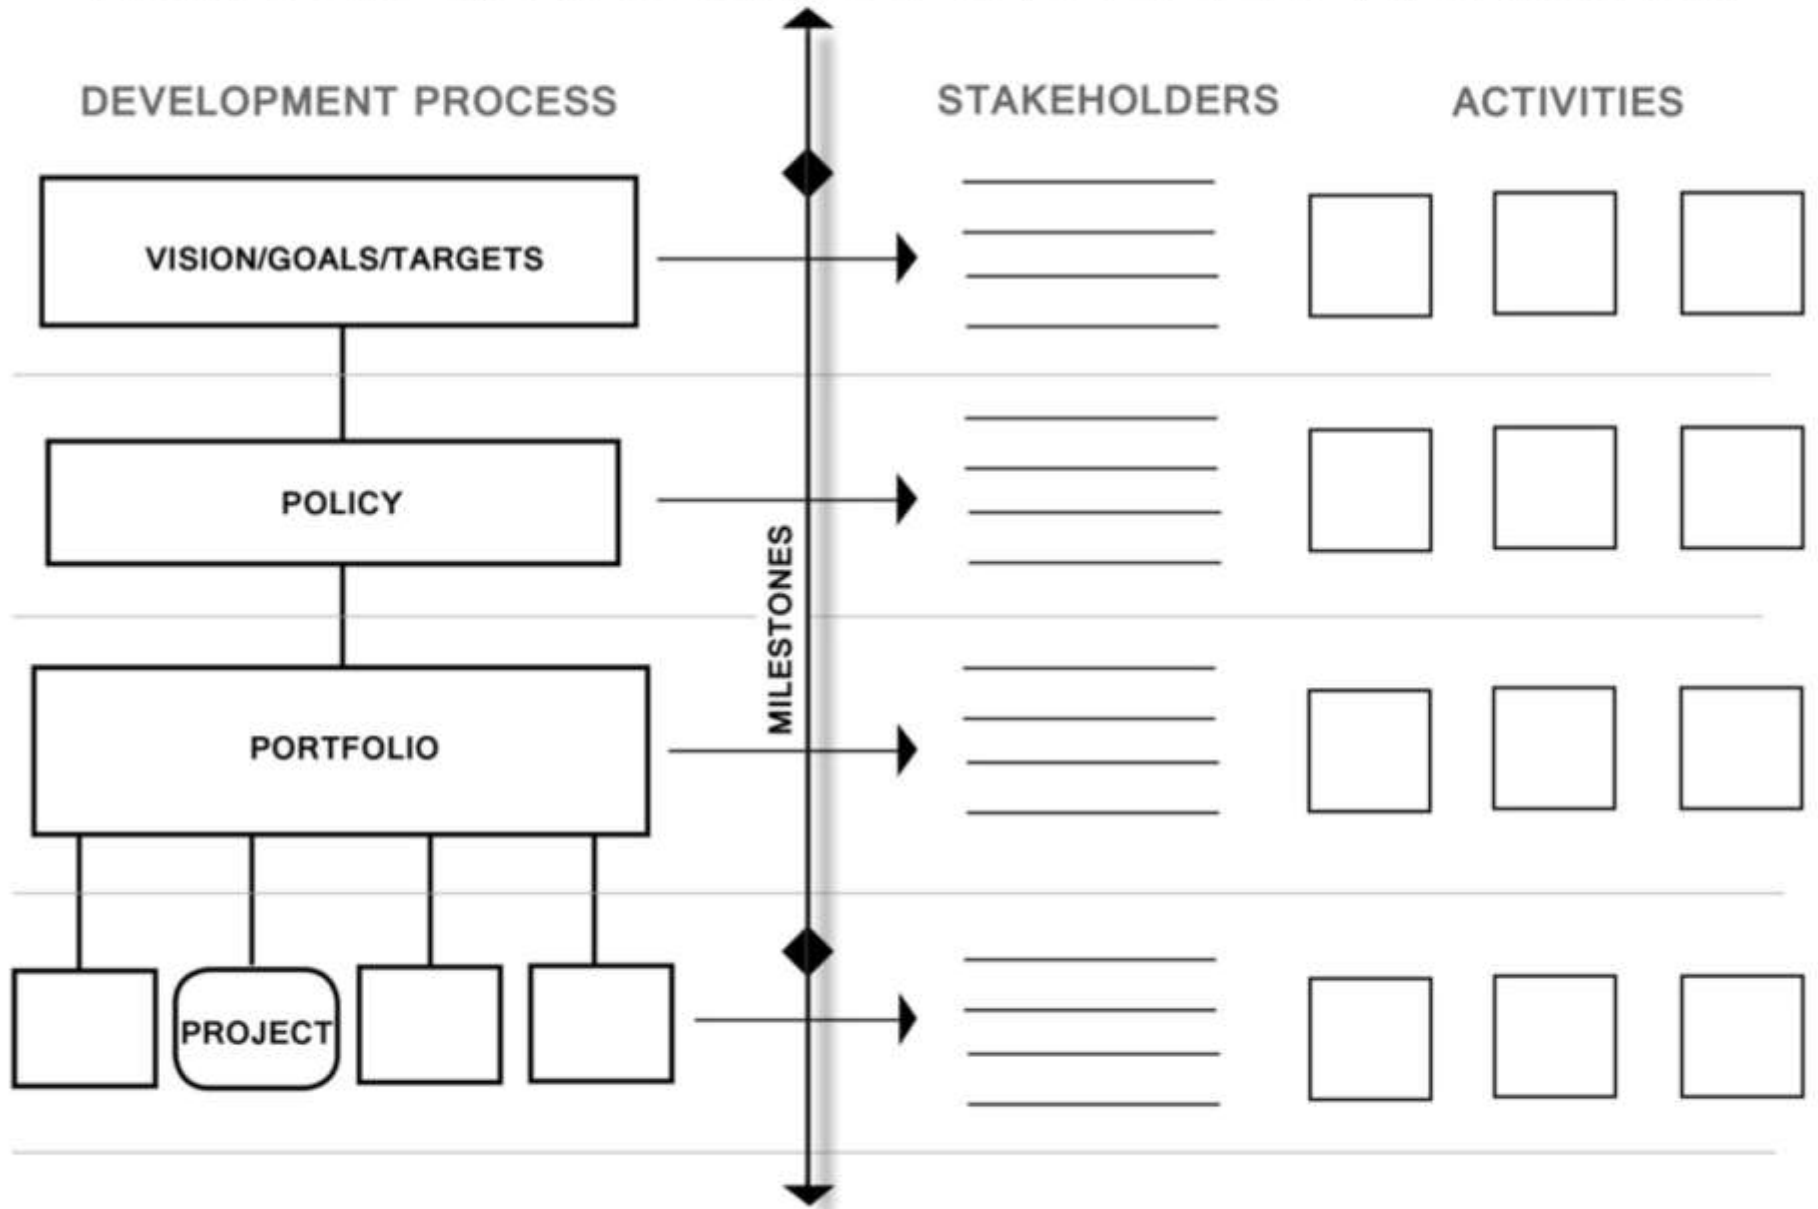 DEVELOPMENT PROCESS
STAKEHOLDERS
ACTIVITIES
VISION/GOALS/TARGETS
POLICY
MILESTONES
PORTFOLIO
PROJECT